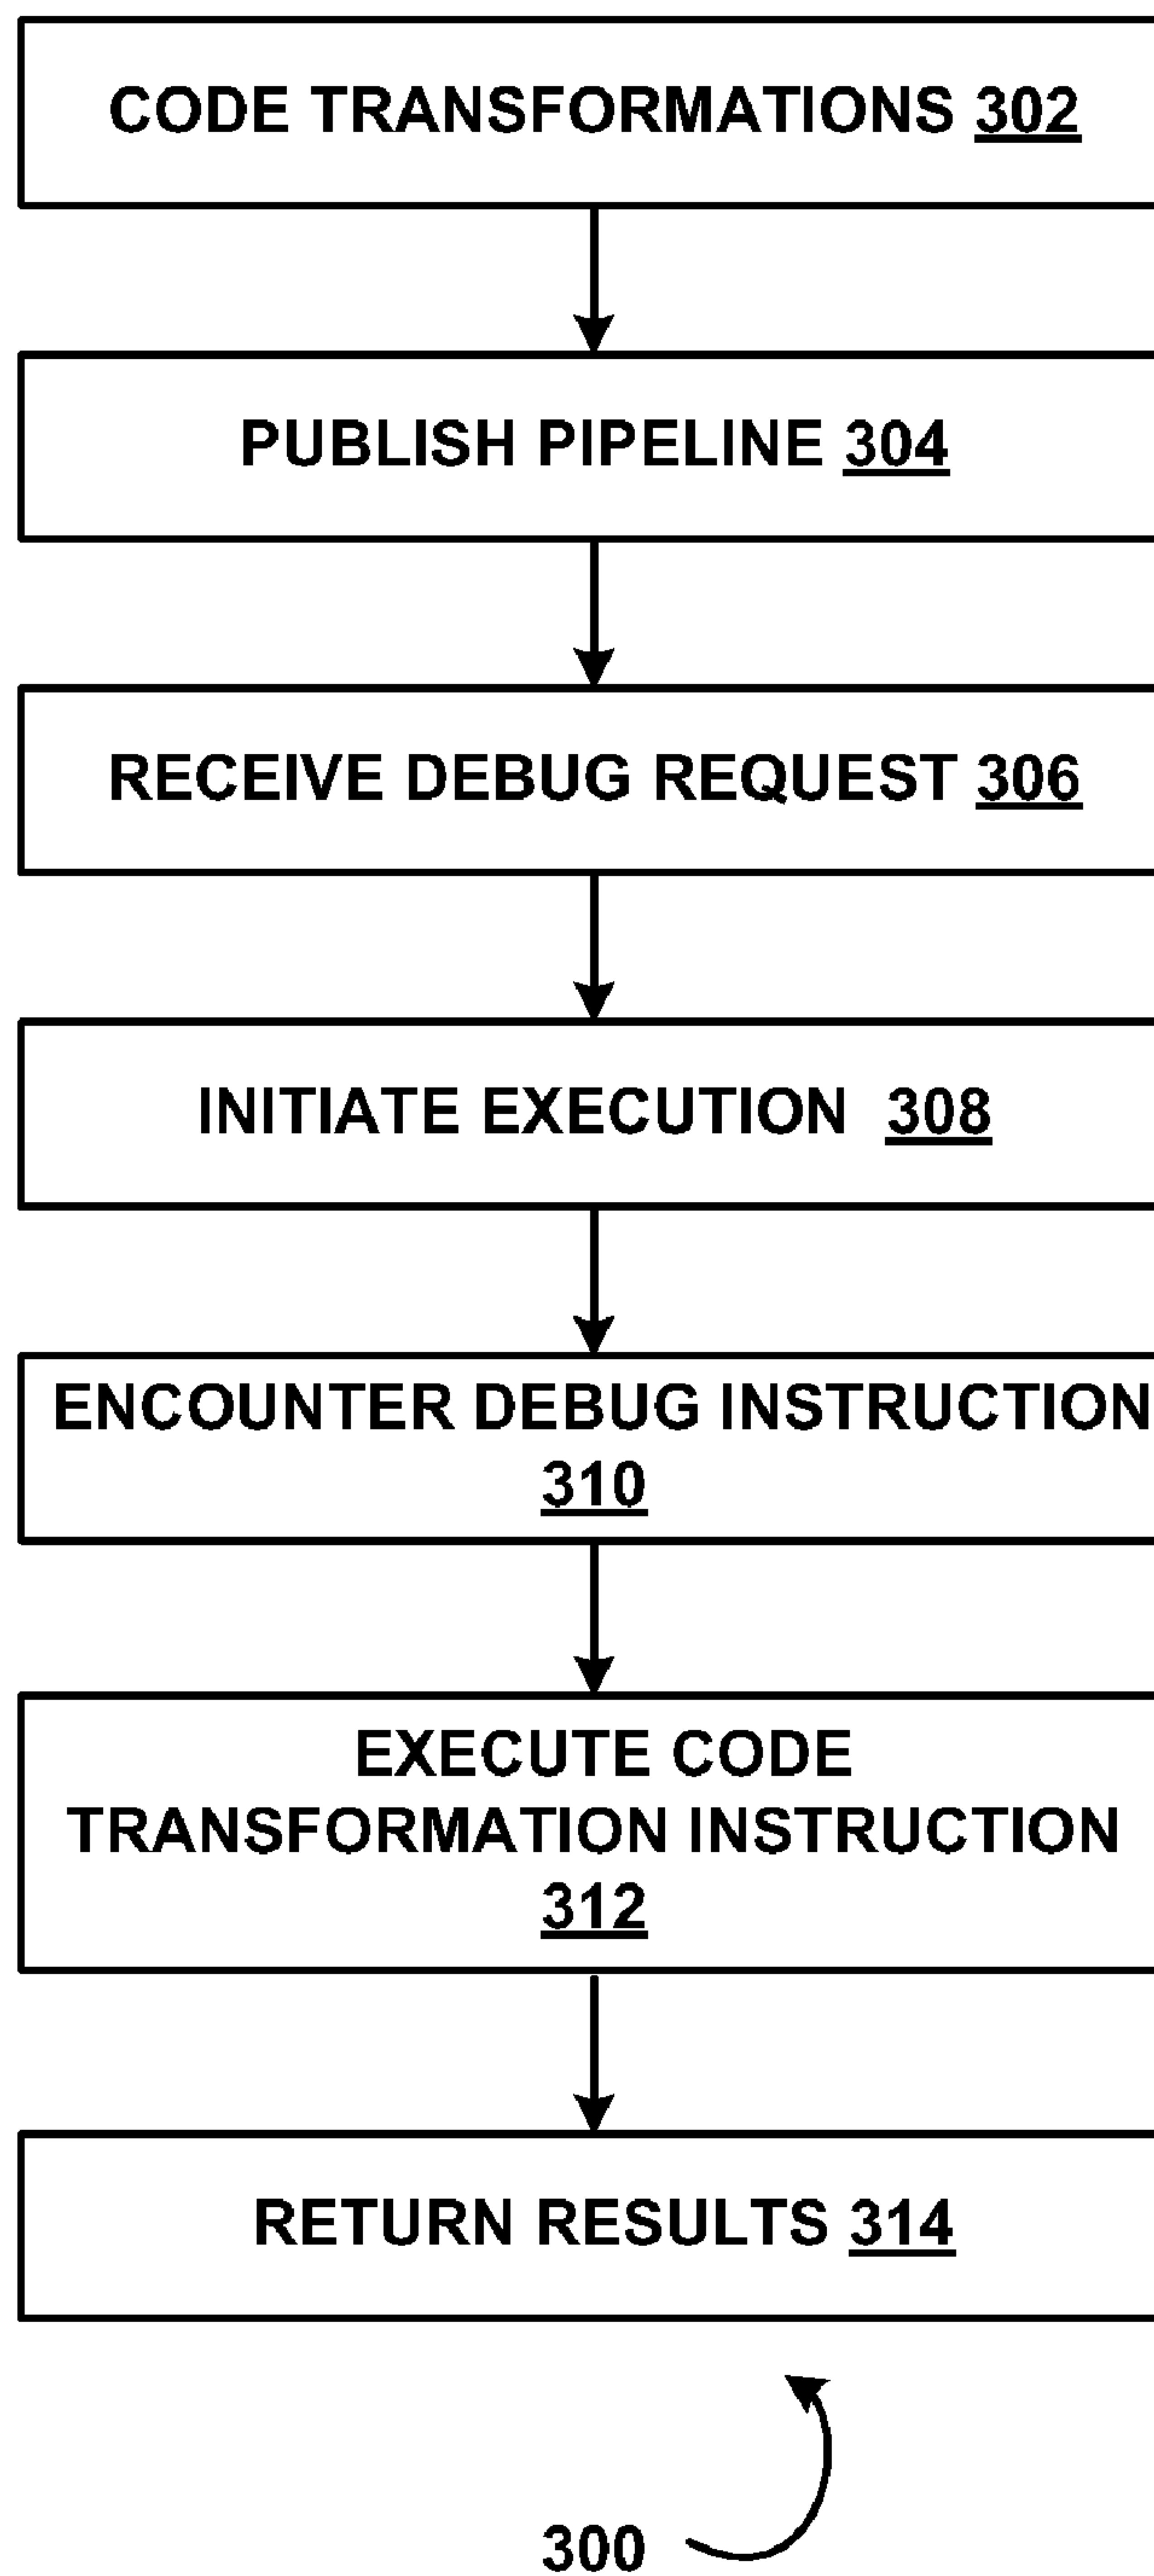 CODE TRANSFORMATIONS 302
PUBLISH PIPELINE 304
RECEIVE DEBUG REQUEST 306
INITIATE EXECUTION 308
ENCOUNTER DEBUG INSTRUCTION
310
EXECUTE CODE
TRANSFORMATION INSTRUCTION
312
RETURN RESULTS 314
300